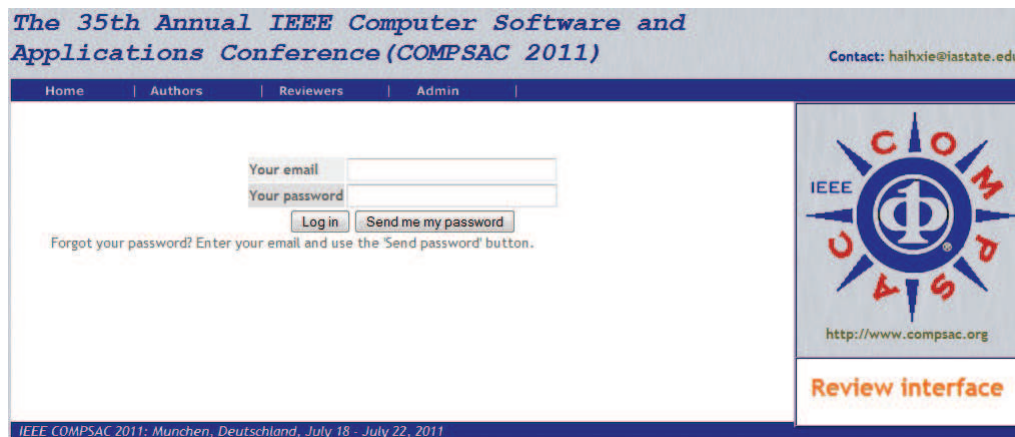 The 35th Annual IEEE Computer Software and
Applications Conference(COMPSAC 2011)
Contact: haihxie@iastate.edu
Home | Authors | Reviewers | Admin |
Your email
Your password
Log in Send me my password
Forgot your password? Enter your email and use the 'Send password' button.
IEEE
COMPSAC
®
http://www.compsac.org
Review interface
IEEE COMPSAC 2011: Munchen, Deutschland, July 18 - July 22, 2011